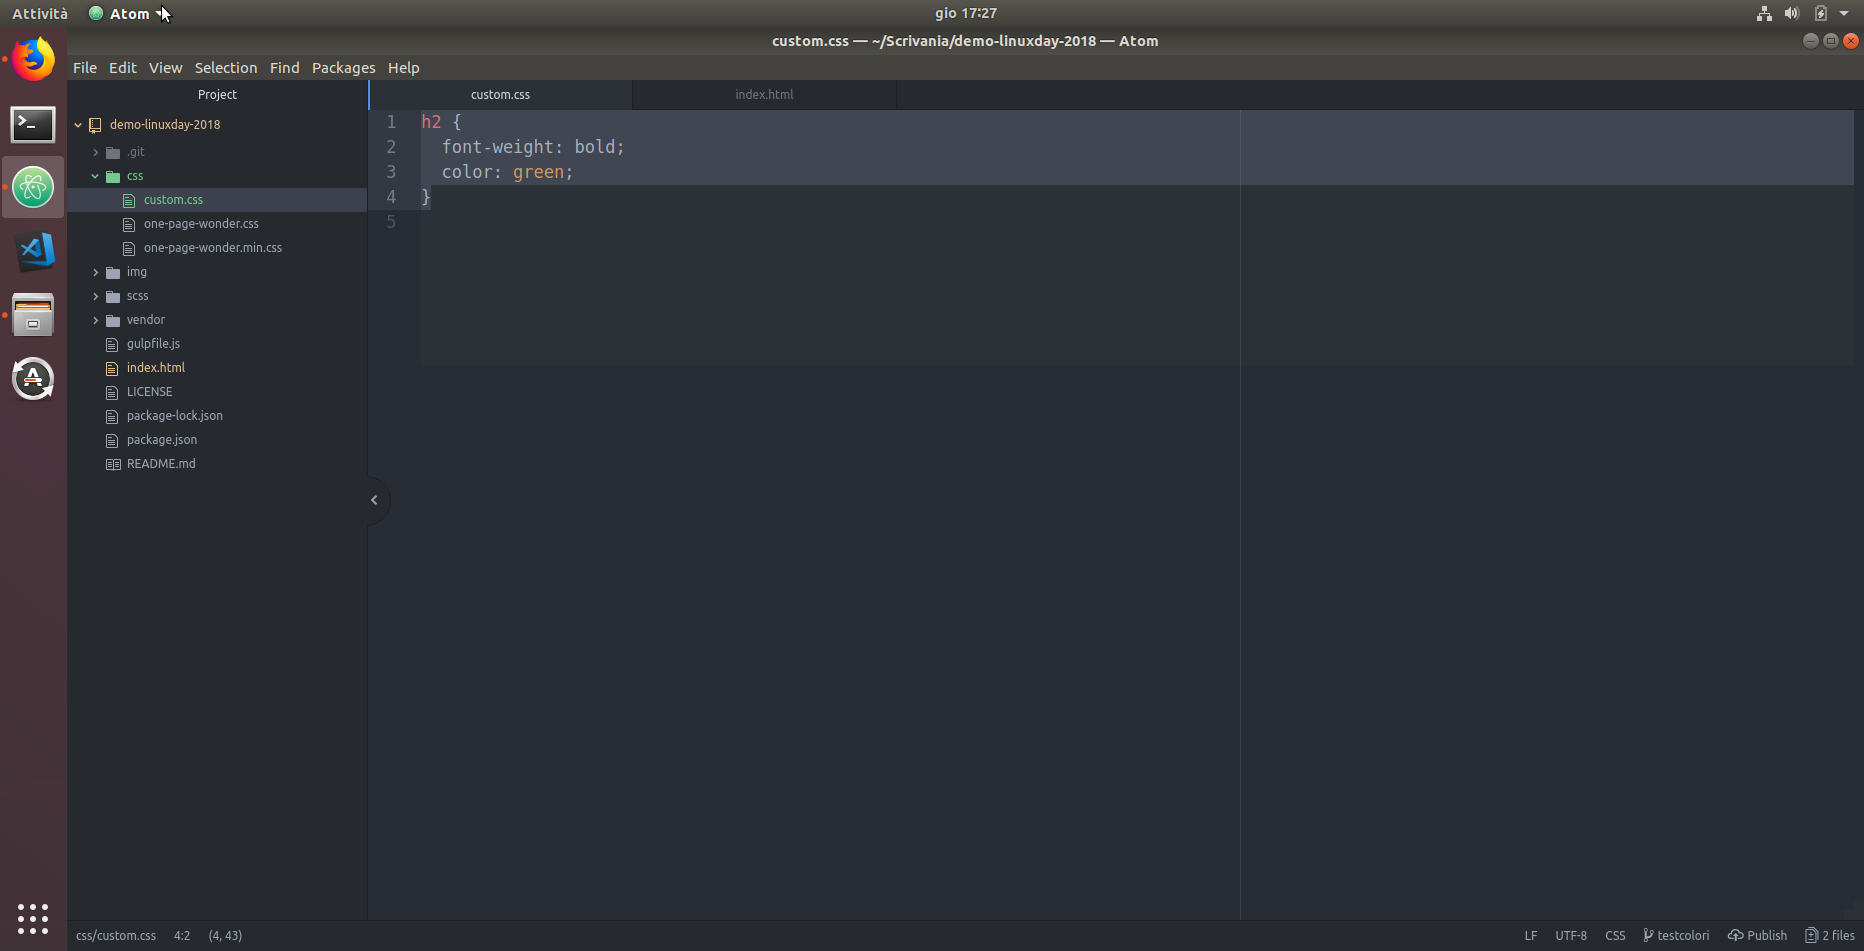 Attività Atom gio 17:27
custom.css — ~/Scrivania/demo-linuxday-2018 — Atom
File Edit View Selection Find Packages Help
Project
demo-linuxday-2018
.git
css
custom.css
one-page-wonder.css
one-page-wonder.min.css
img
scss
vendor
gulpfile.js
index.html
LICENSE
package-lock.json
package.json
README.md
custom.css index.html
1 h2 {
2 font-weight: bold;
3 color: green;
4 }
5
css/custom.css 4:2 (4, 43) LF UTF-8 CSS testcolori Publish 2 files